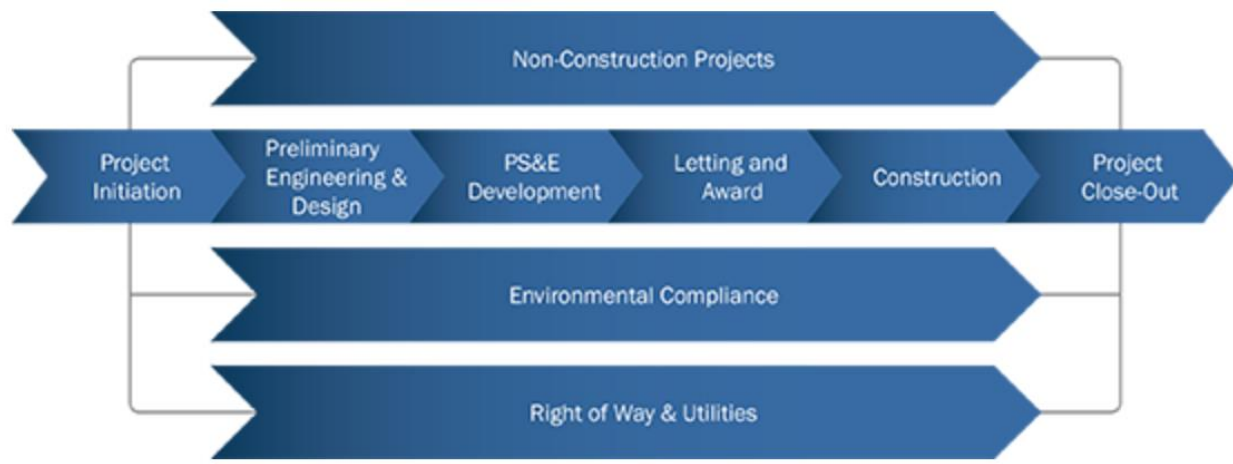 Non-Construction Projects
Project
Initiation
Preliminary
Engineering &
Design
PS&E
Development
Letting and
Award
Construction
Project
Close-Out
Environmental Compliance
Right of Way & Utilities